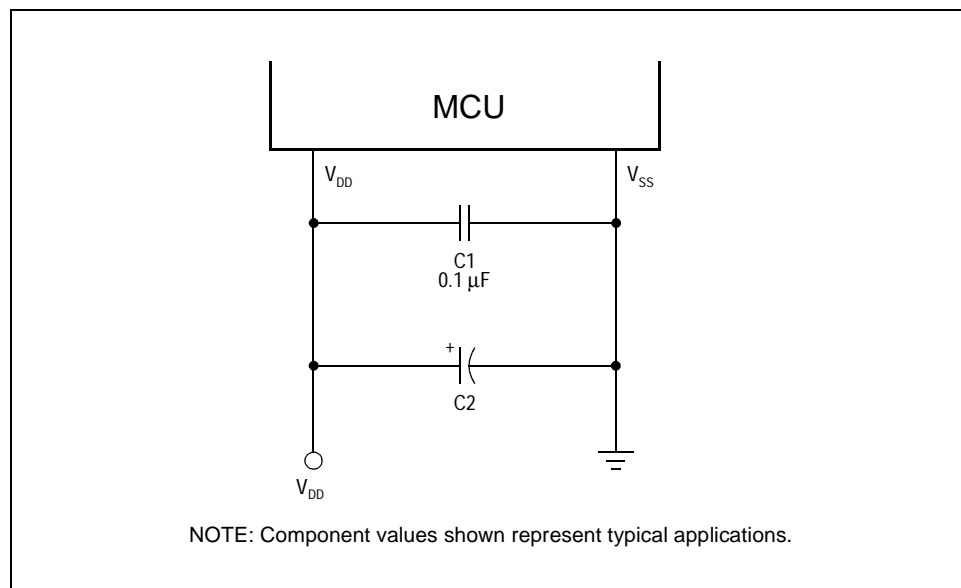 MCU
VDD
VSS
C1
0.1 µF
+
C2
VDD
NOTE: Component values shown represent typical applications.